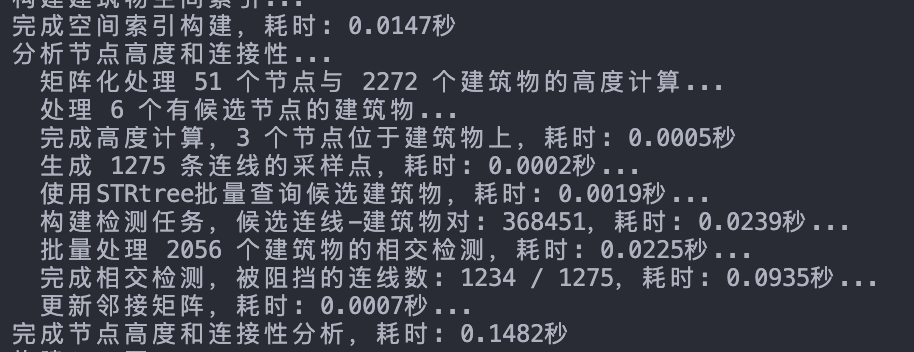 构建建筑物空间索引...
完成空间索引构建, 耗时: 0.0147秒
分析节点高度和连接性...
矩阵化处理 51 个节点与 2272 个建筑物的高度计算...
处理 6 个有候选节点的建筑物...
完成高度计算, 3 个节点位于建筑物上, 耗时: 0.0005秒
生成 1275 条连线的采样点, 耗时: 0.0002秒...
使用STRtree批量查询候选建筑物, 耗时: 0.0019秒...
构建检测任务, 候选连线-建筑物对: 368451, 耗时: 0.0239秒...
批量处理 2056 个建筑物的相交检测, 耗时: 0.0225秒...
完成相交检测, 被阻挡的连线数: 1234 / 1275, 耗时: 0.0935秒...
更新邻接矩阵, 耗时: 0.0007秒...
完成节点高度和连接性分析, 耗时: 0.1482秒